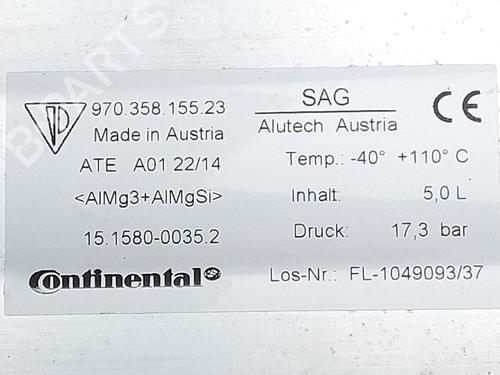 970.358.155.23
Made in Austria
ATE A01 22/14
<AlMg3+AlMgSi>
15.1580-0035.2
Continental
SAG
Alutech Austria
CE
Temp.: -40° +110° C
Inhalt: 5,0 L
Druck: 17,3 bar
Los-Nr.: FL-1049093/37